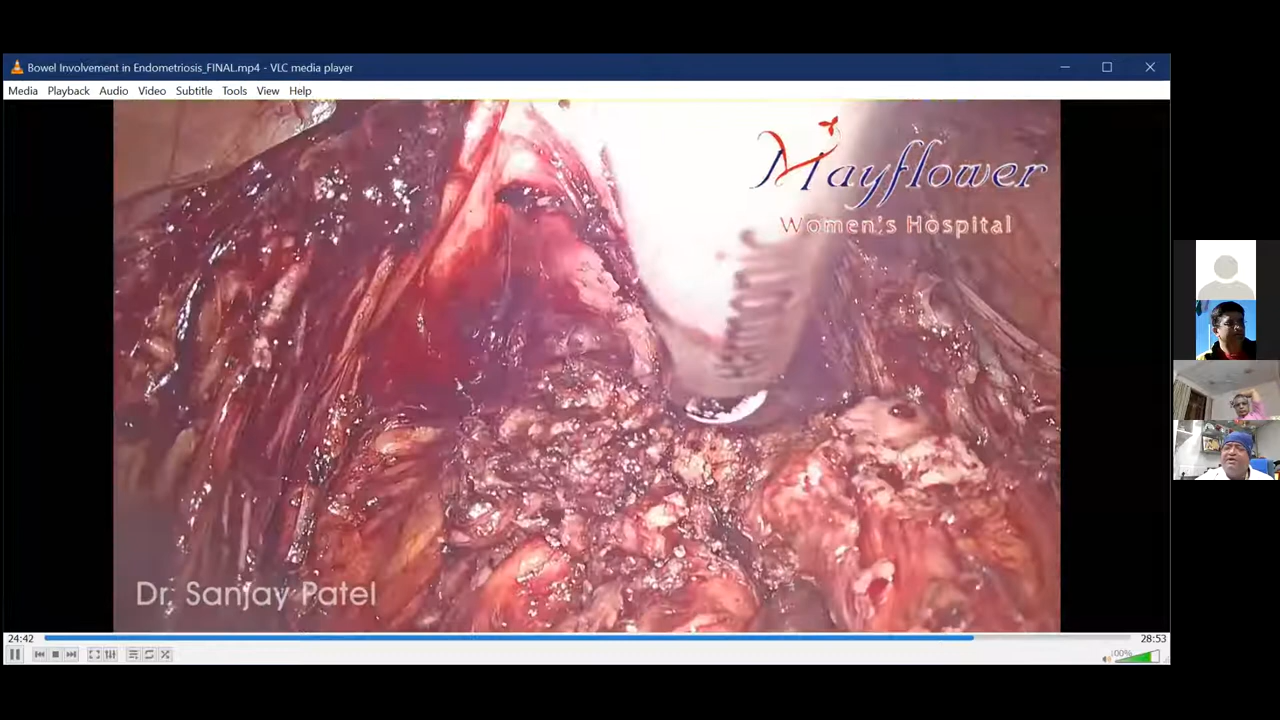 Bowel Involvement in Endometriosis_FINAL.mp4 - VLC media player
Media Playback Audio Video Subtitle Tools View Help
Mayflower
Women's Hospital
Dr. Sanjay Patel
24:42
28:53
100%